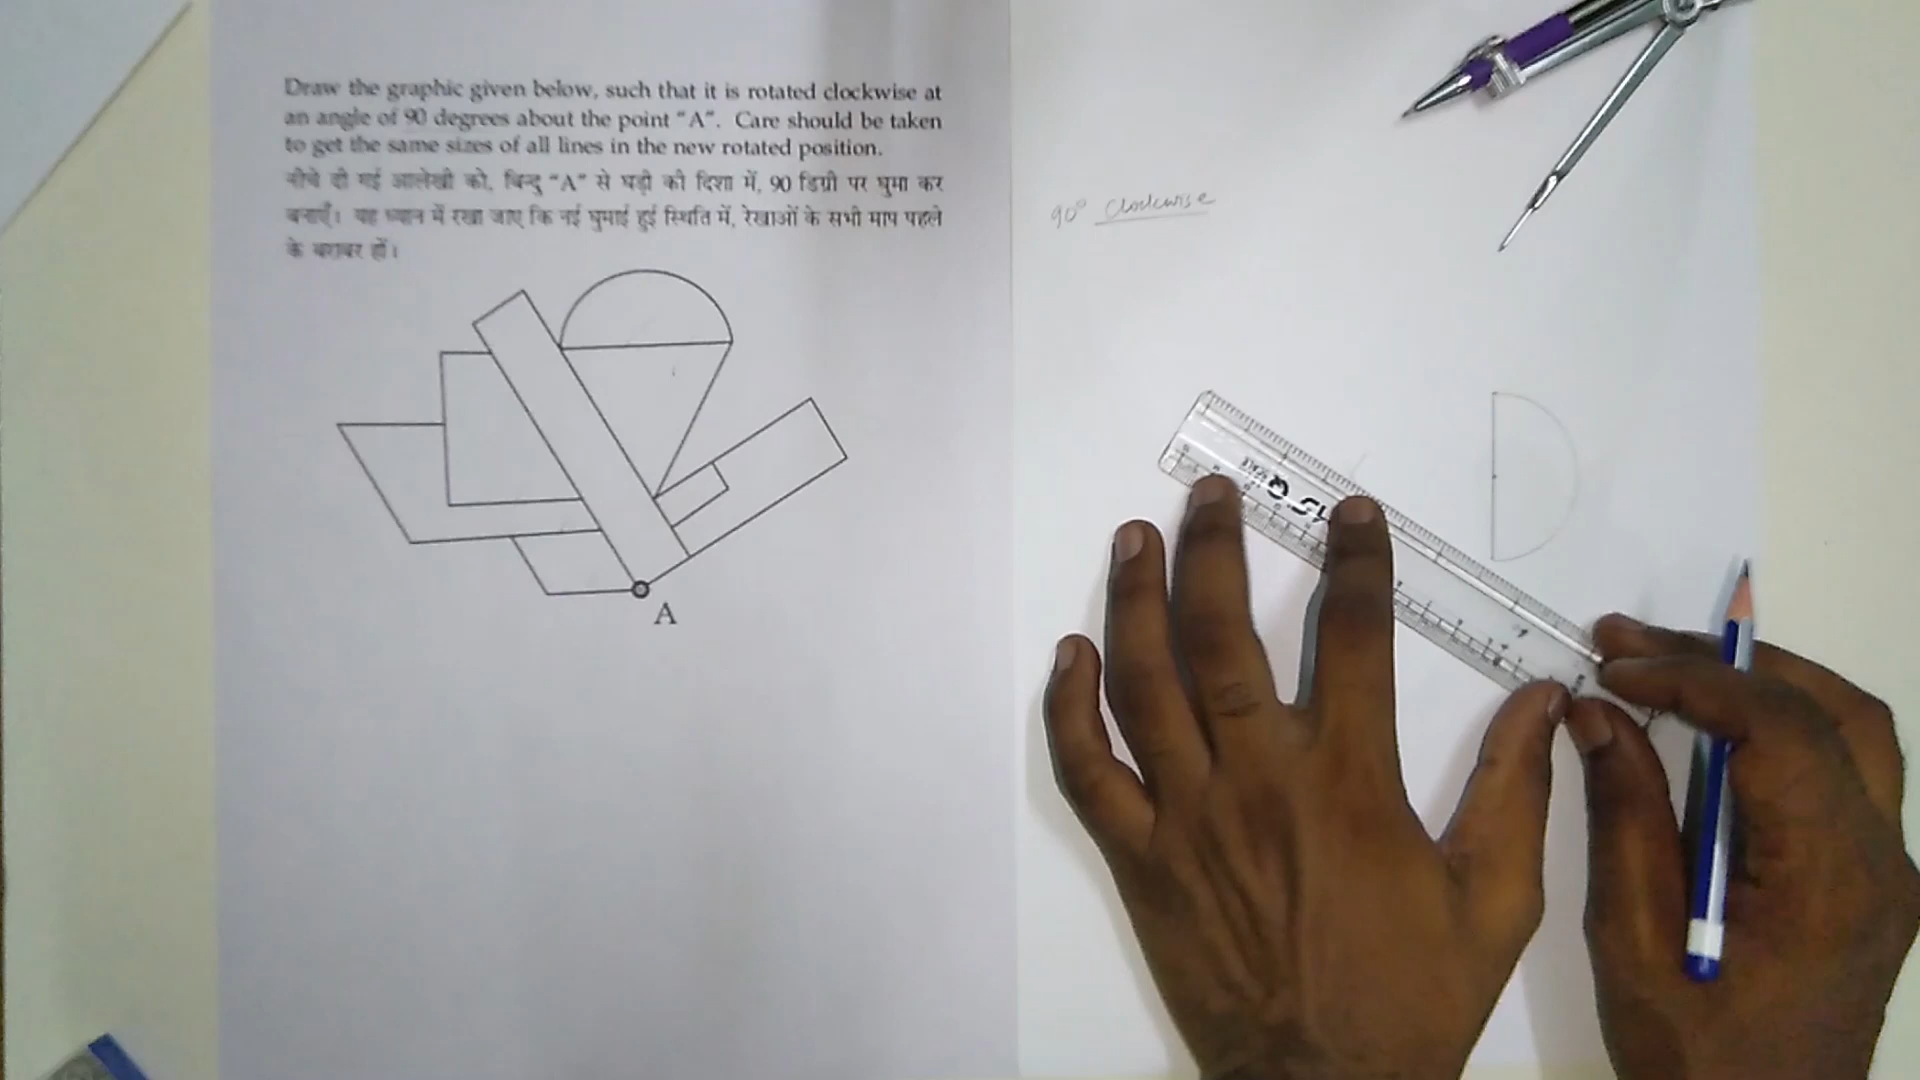 Draw the graphic given below, such that it is rotated clockwise at
an angle of 90 degrees about the point "A". Care should be taken
to get the same sizes of all lines in the new rotated position.
नीचे दी गई आलेखी को, बिन्दु "A" से घड़ी की दिशा में, 90 डिग्री पर घुमा कर
बनाएँ। यह ध्यान में रखा जाए कि नई घुमाई हुई स्थिति में, रेखाओं के सभी माप पहले
के बराबर हों।
90° Clockwise
A